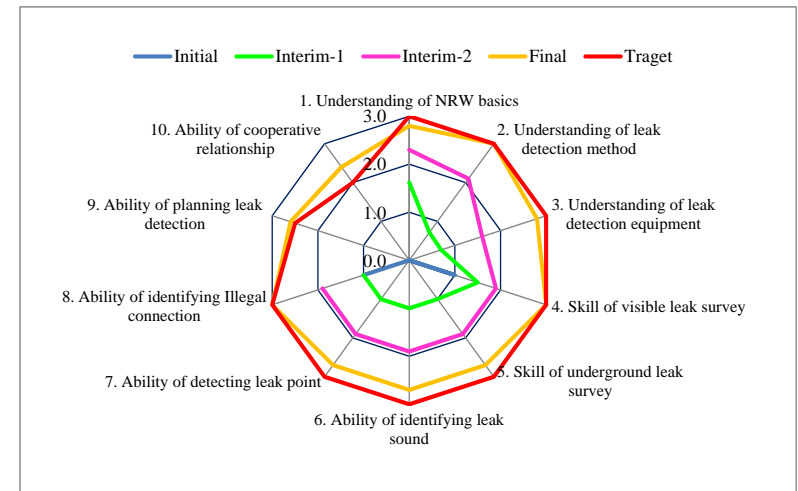 Initial Interim-1 Interim-2 Final Traget
1. Understanding of NRW basics
3.0
2. Understanding of leak
detection method
3. Understanding of leak
detection equipment
4. Skill of visible leak survey
5. Skill of underground leak
survey
6. Ability of identifying leak
sound
7. Ability of detecting leak point
8. Ability of identifying Illegal
connection
9. Ability of planning leak
detection
10. Ability of cooperative
relationship
2.0
1.0
0.0